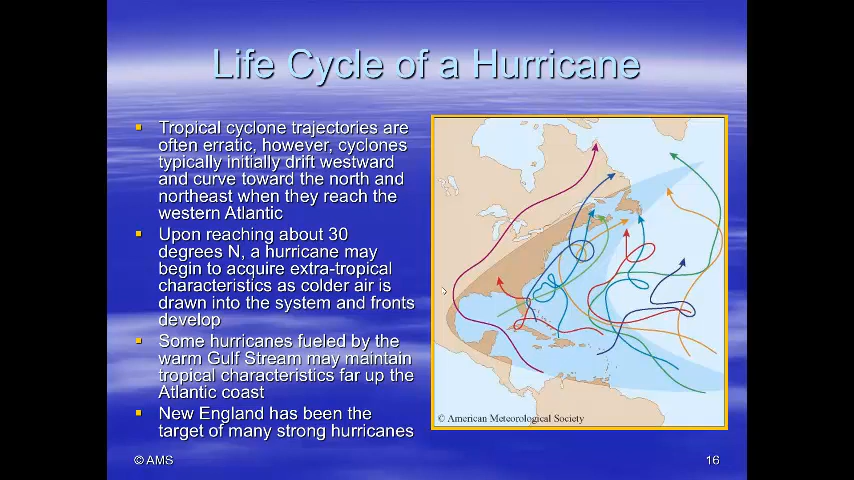 Life Cycle of a Hurricane
Tropical cyclone trajectories are
often erratic, however, cyclones
typically initially drift westward
and curve toward the north and
northeast when they reach the
western Atlantic
Upon reaching about 30
degrees N, a hurricane may
begin to acquire extra-tropical
characteristics as colder air is
drawn into the system and fronts
develop
Some hurricanes fueled by the
warm Gulf Stream may maintain
tropical characteristics far up the
Atlantic coast
New England has been the
target of many strong hurricanes
© American Meteorological Society
© AMS
16